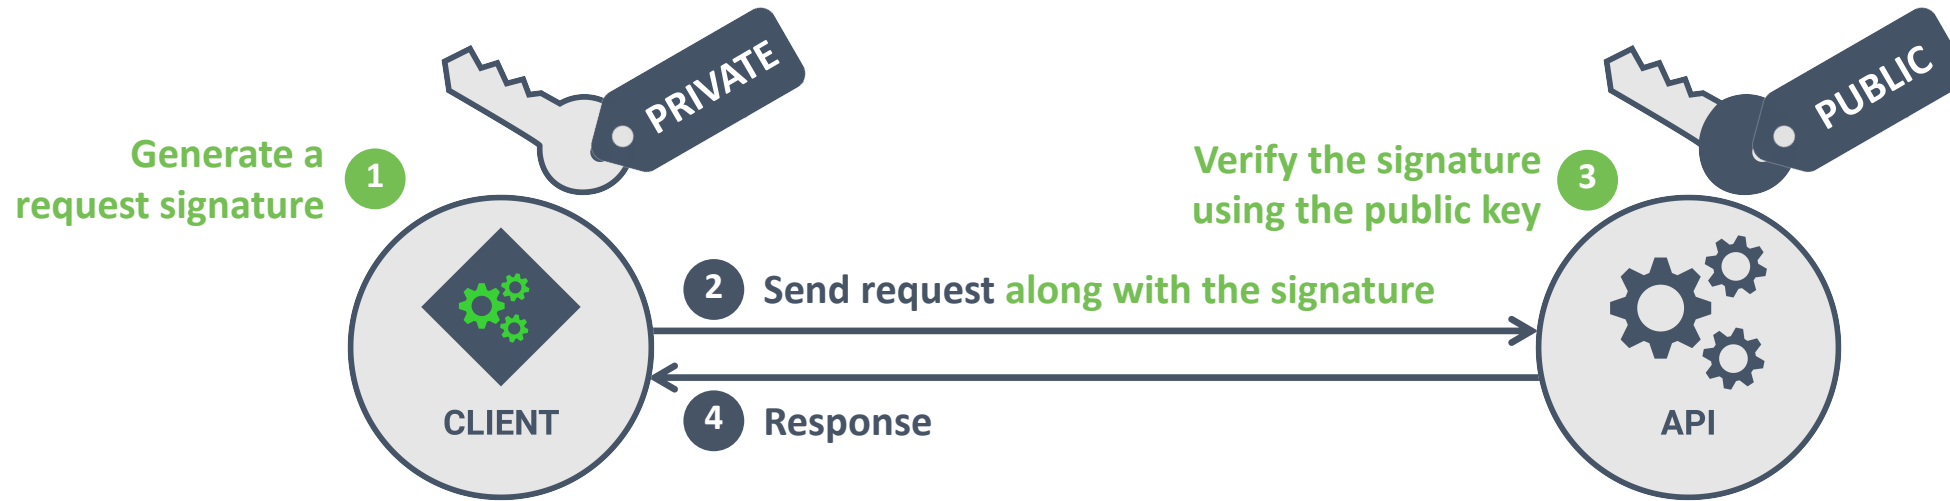 PRIVATE
PUBLIC
Generate a
request signature
1
Verify the signature
using the public key
3
2 Send request along with the signature
4 Response
CLIENT
API